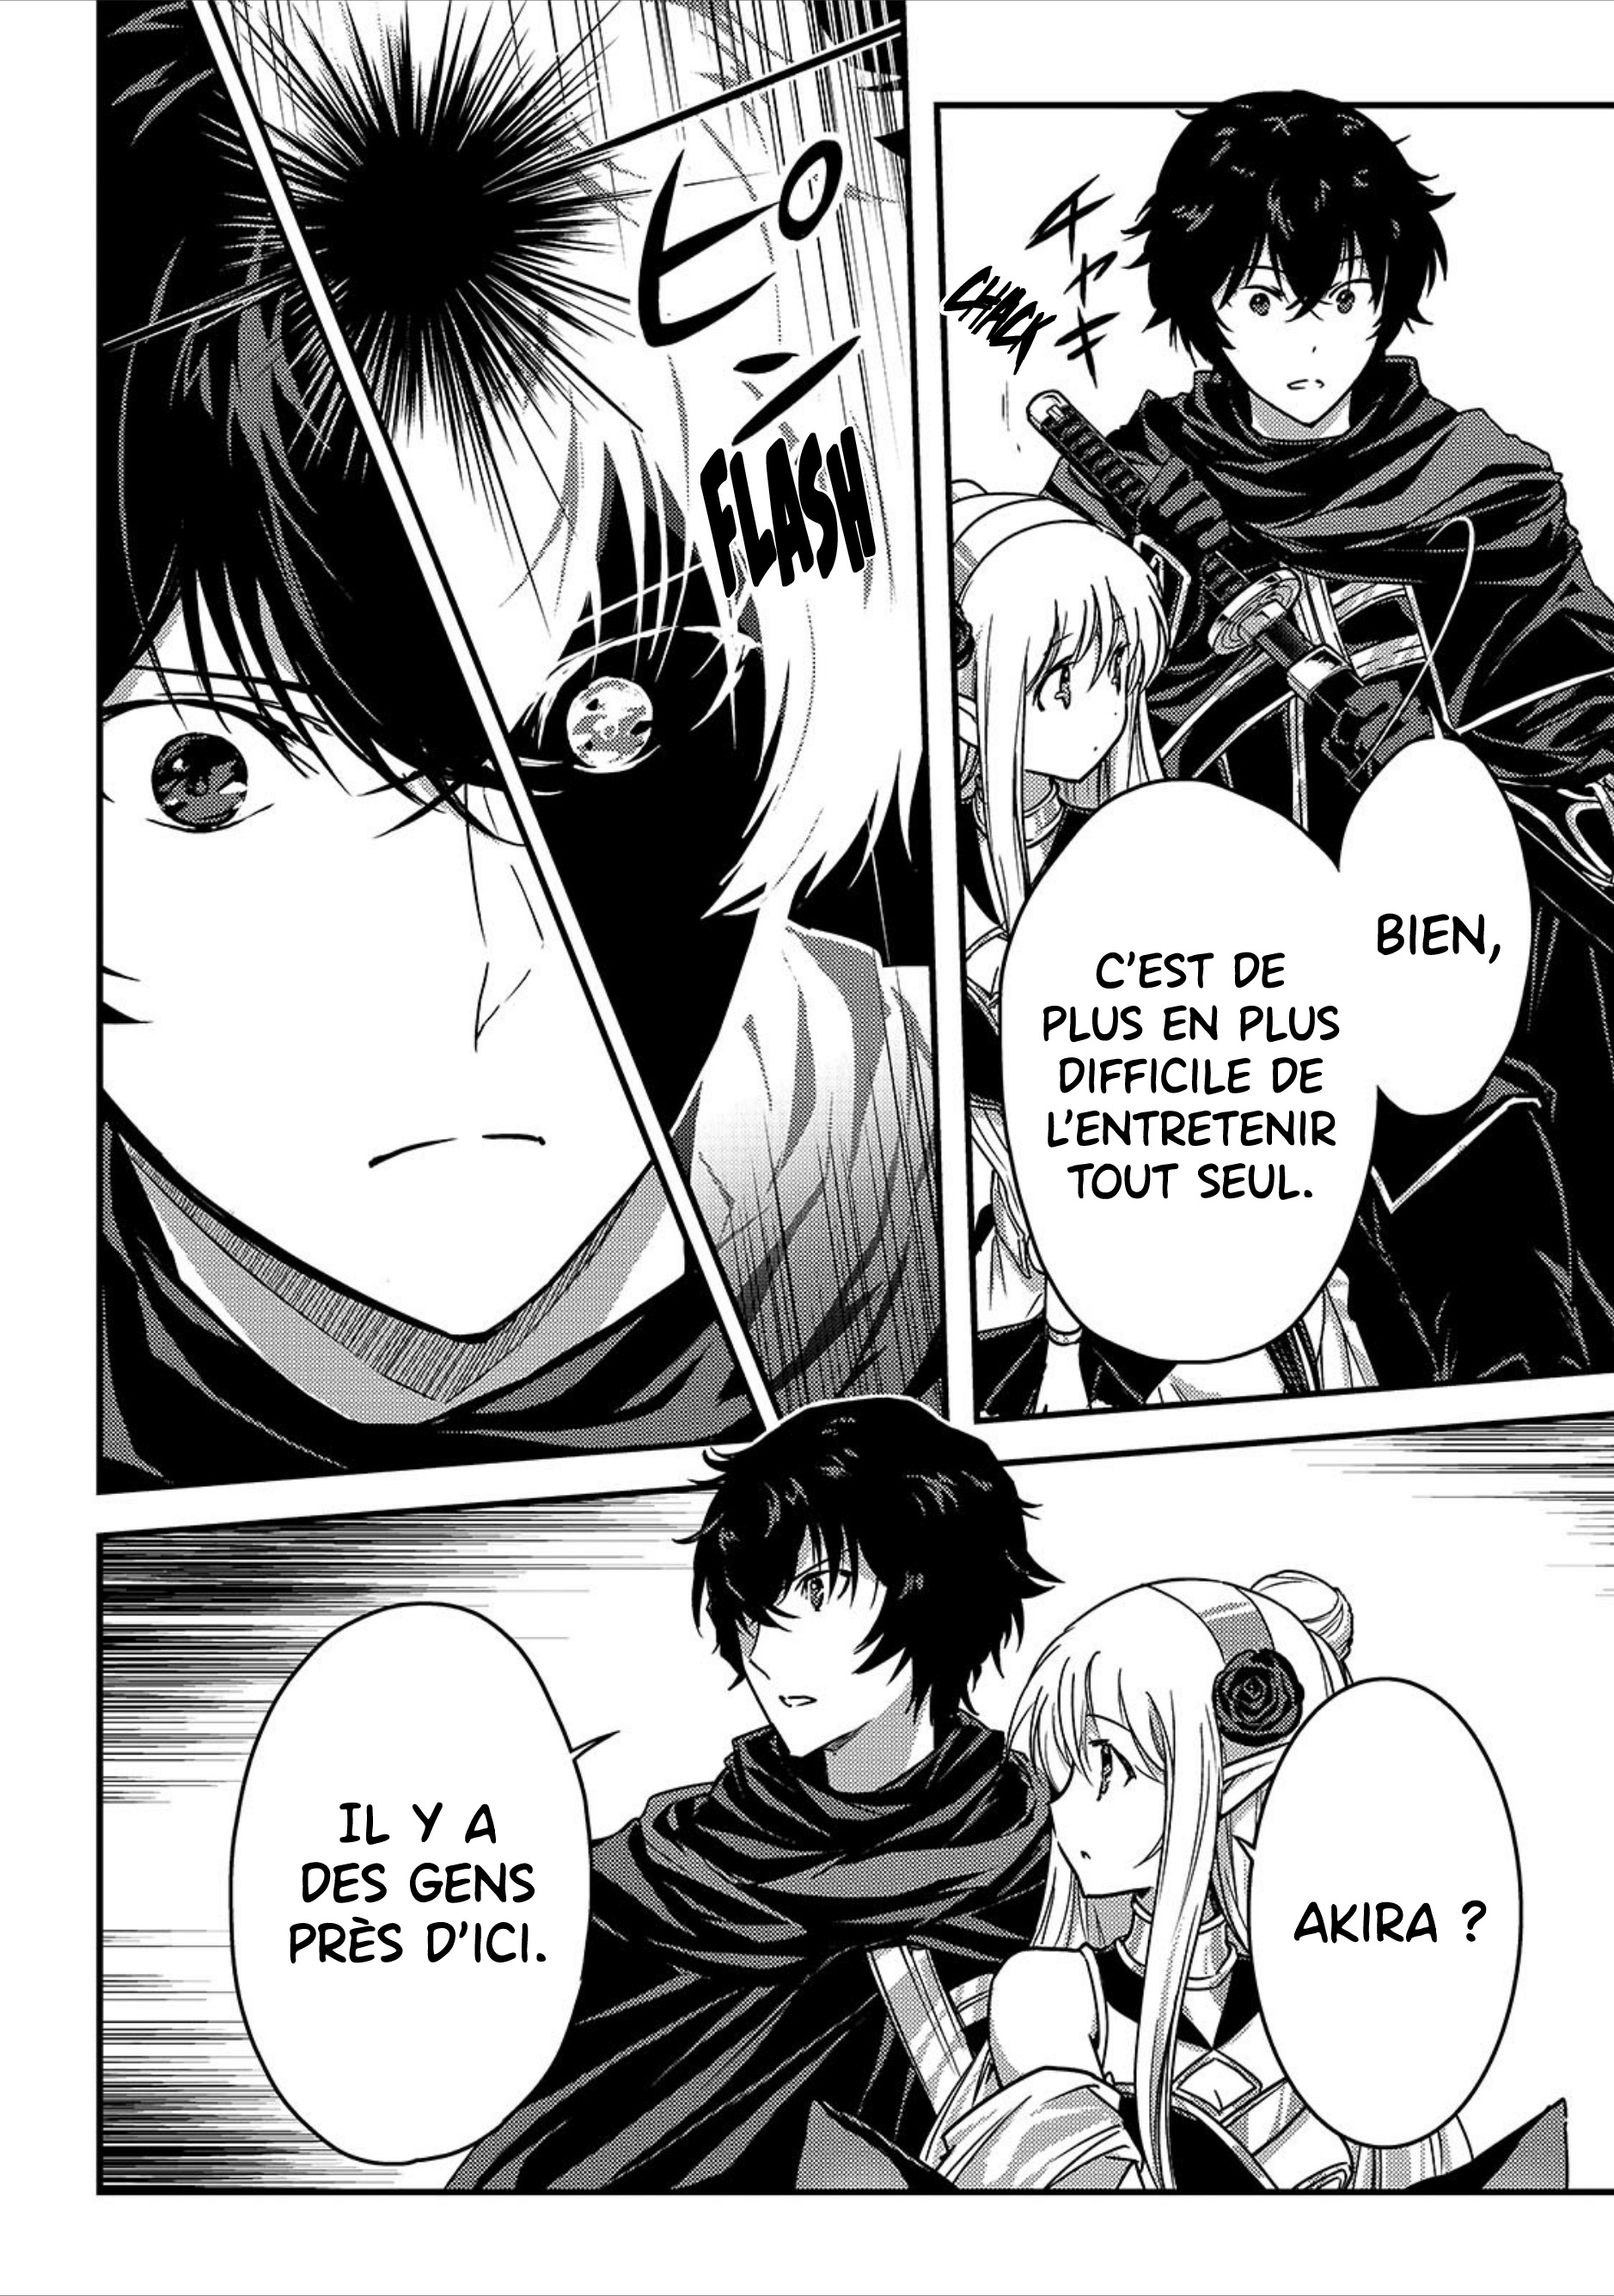 チャキ
CHACK
BIEN,
C'EST DE
PLUS EN PLUS
DIFFICILE DE
L'ENTRETENIR
TOUT SEUL.
ピーン
FLASH
AKIRA ?
IL Y A
DES GENS
PRÈS D'ICI.